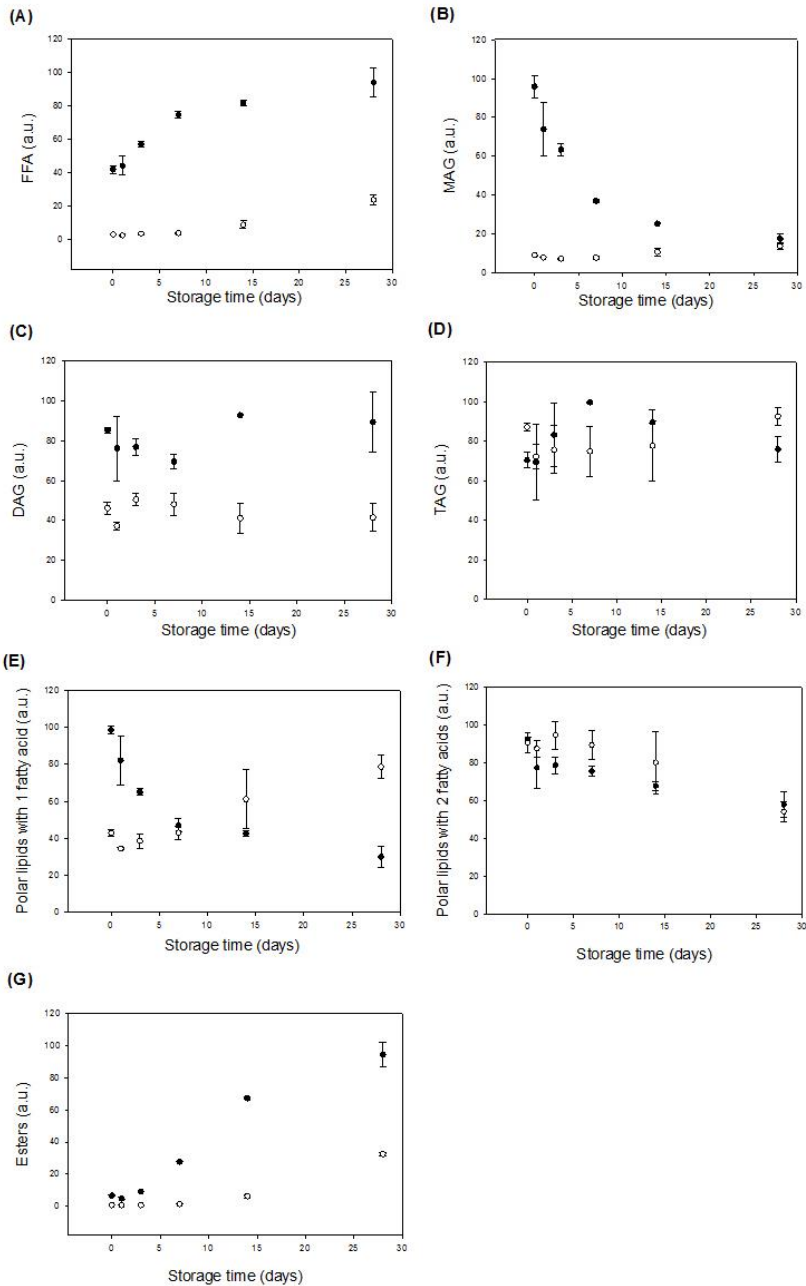 (A)
120
100
80
60
40
20
0
FFA (a.u.)
0 5 10 15 20 25 30
Storage time (days)
(B)
120
100
80
60
40
20
0
MAG (a.u.)
0 5 10 15 20 25 30
Storage time (days)
(C)
120
100
80
60
40
20
0
DAG (a.u.)
0 5 10 15 20 25 30
Storage time (days)
(D)
120
100
80
60
40
20
0
TAG (a.u.)
0 5 10 15 20 25 30
Storage time (days)
(E)
120
100
80
60
40
20
0
Polar lipids with 1 fatty acid (a.u.)
0 5 10 15 20 25 30
Storage time (days)
(F)
120
100
80
60
40
20
0
Polar lipids with 2 fatty acids (a.u.)
0 5 10 15 20 25 30
Storage time (days)
(G)
120
100
80
60
40
20
0
Esters (a.u.)
0 5 10 15 20 25 30
Storage time (days)